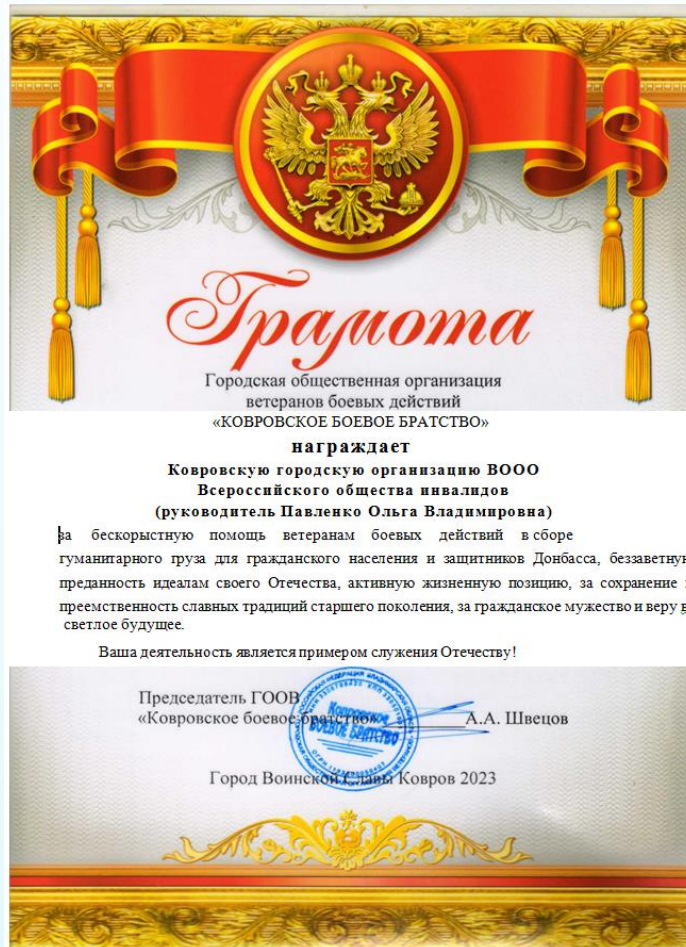 Грамота
Городская общественная организация
ветеранов боевых действий
«КОВРОВСКОЕ БОЕВОЕ БРАТСТВО»
награждает
Ковровскую городскую организацию ВООО
Всероссийского общества инвалидов
(руководитель Павленко Ольга Владимировна)
за бескорыстную помощь ветеранам боевых действий в сборе
гуманитарного груза для гражданского населения и защитников Донбасса, беззаветную
преданность идеалам своего Отечества, активную жизненную позицию, за сохранение
преемственность славных традиций старшего поколения, за гражданское мужество и веру в
светлое будущее.
Ваша деятельность является примером служения Отечеству!
Председатель ГООВ
«Ковровское боевое братство» А.А. Швецов
Ковровское
БОЕВОЕ БРАТСТВО
Город Воинской Славы Ковров 2023